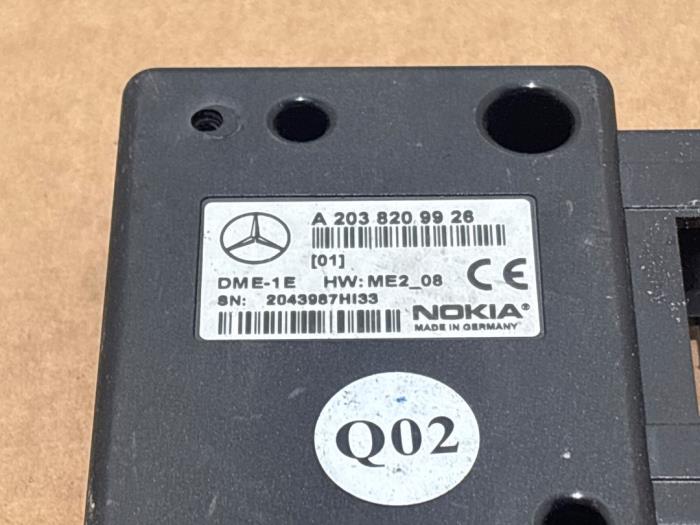 A 203 820 99 26
[01]
DME-1E HW: ME2_08 CE
SN: 2043987HI33
NOKIA®
MADE IN GERMANY
Q02